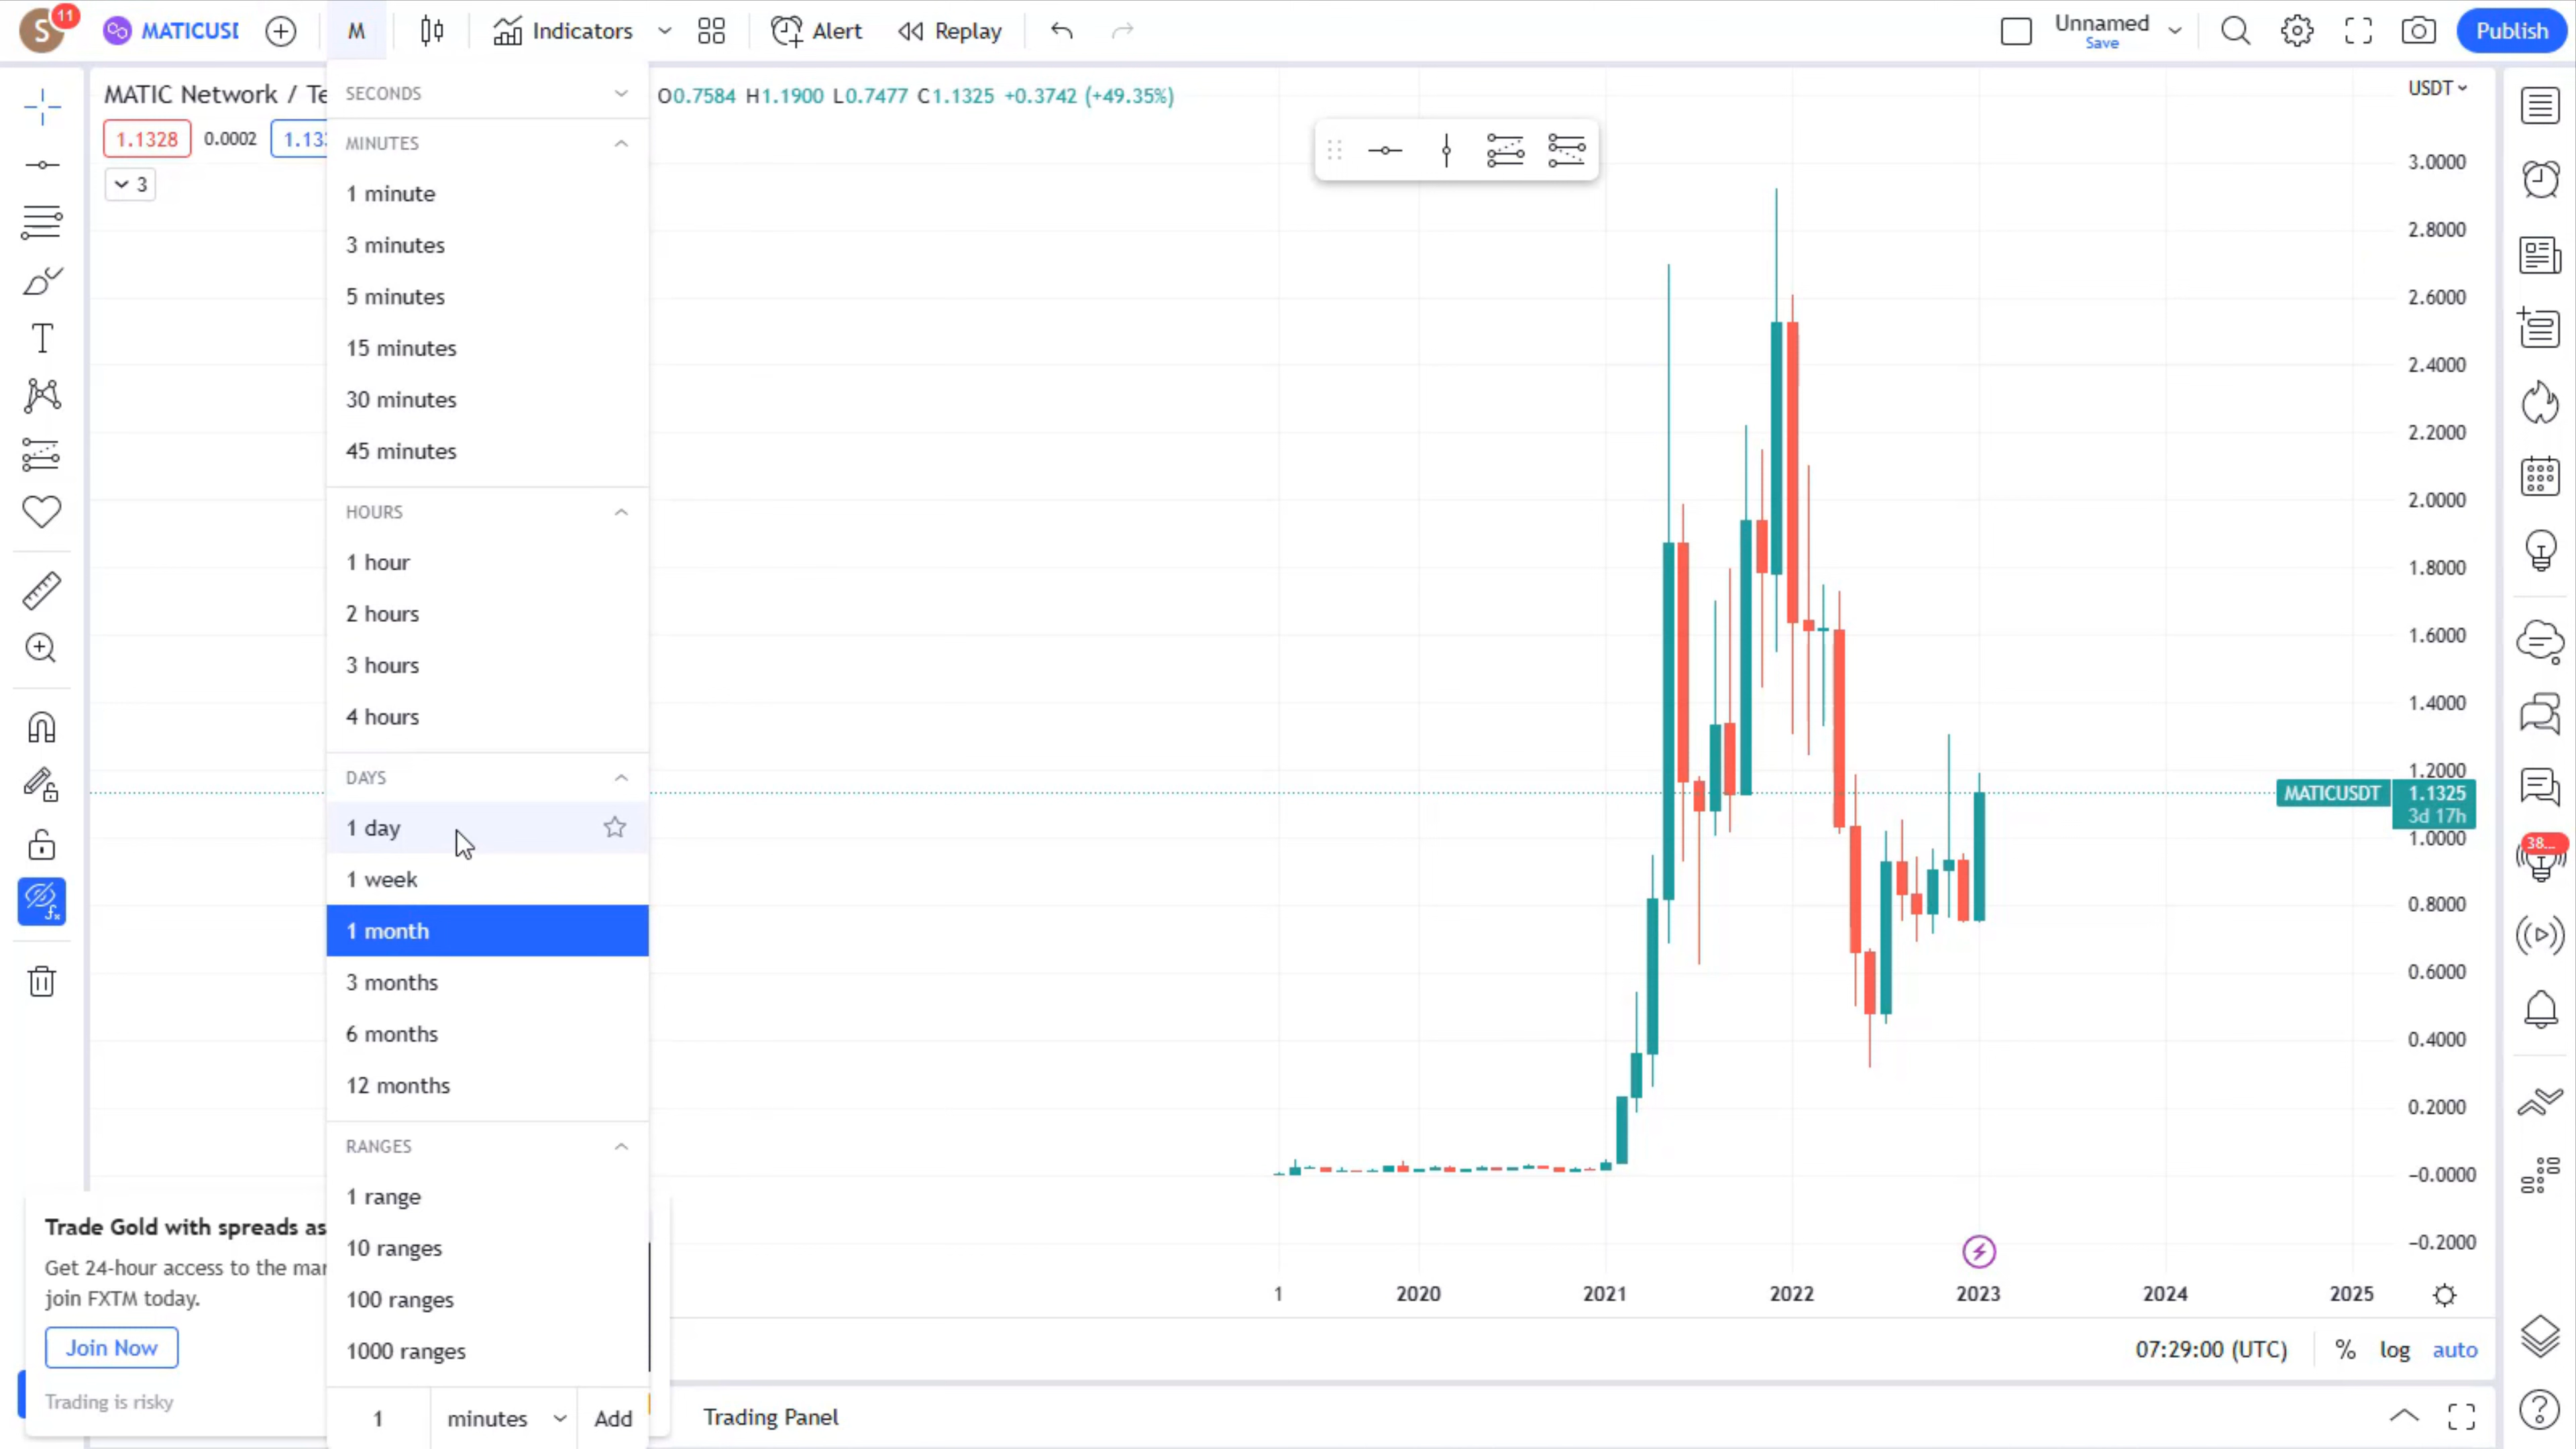 S
11
MATICUSI
M
Indicators
Alert
Replay
Unnamed
Save
Publish
MATIC Network / Te
O0.7584 H1.1900 L0.7477 C1.1325 +0.3742 (+49.35%)
1.1328
0.0002
1.133
3
SECONDS
MINUTES
1 minute
3 minutes
5 minutes
15 minutes
30 minutes
45 minutes
HOURS
1 hour
2 hours
3 hours
4 hours
DAYS
1 day
1 week
1 month
3 months
6 months
12 months
RANGES
1 range
10 ranges
100 ranges
1000 ranges
1
minutes
Add
Trade Gold with spreads as
Get 24-hour access to the mar
join FXTM today.
Join Now
Trading is risky
Trading Panel
USDT
3.0000
2.8000
2.6000
2.4000
2.2000
2.0000
1.8000
1.6000
1.4000
1.2000
MATICUSDT
1.1325
3d 17h
1.0000
0.8000
0.6000
0.4000
0.2000
−0.0000
−0.2000
1
2020
2021
2022
2023
2024
2025
07:29:00 (UTC)
%
log
auto
38...